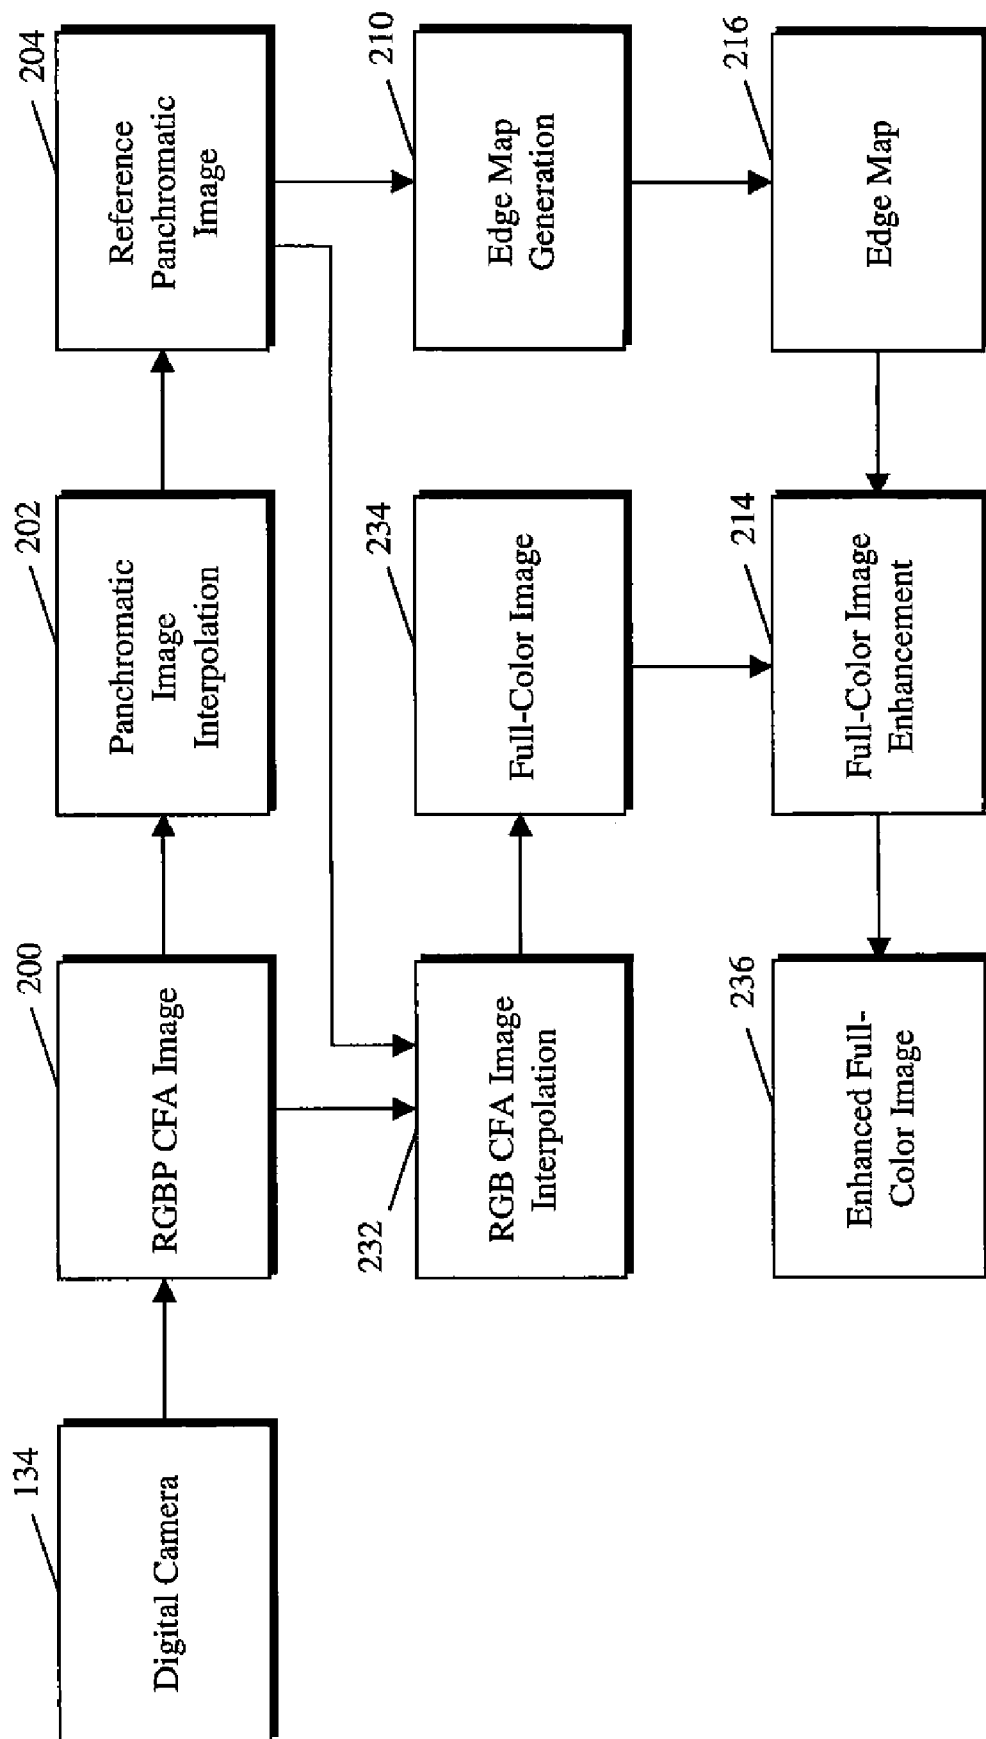 134
Digital Camera
200
RGBP CFA Image
202
Panchromatic
Image
Interpolation
204
Reference
Panchromatic
Image
232
RGB CFA Image
Interpolation
234
Full-Color Image
210
Edge Map
Generation
236
Enhanced Full-
Color Image
214
Full-Color Image
Enhancement
216
Edge Map